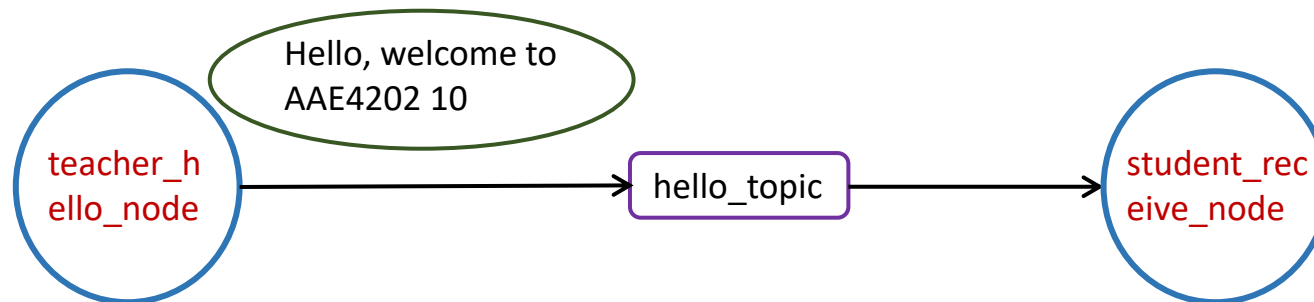 Hello, welcome to
AAE4202 10
teacher_h
ello_node
hello_topic
student_rec
eive_node